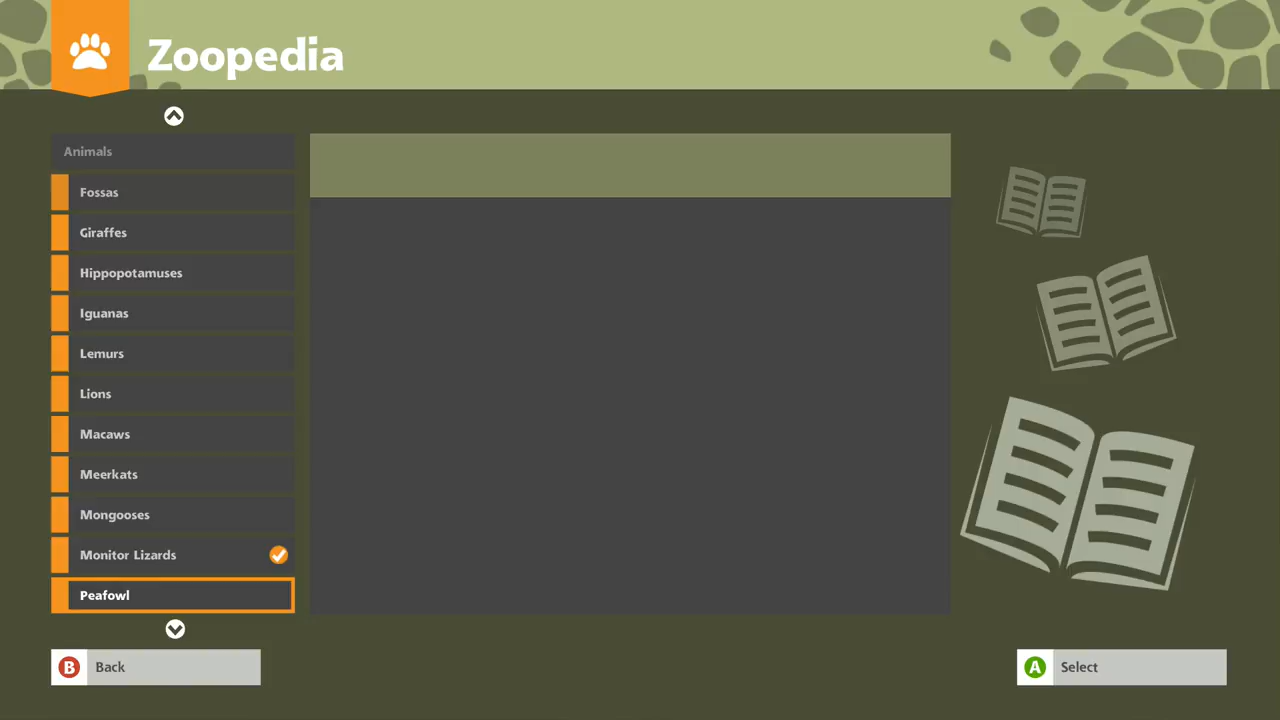 Zoopedia
Animals
Fossas
Giraffes
Hippopotamuses
Iguanas
Lemurs
Lions
Macaws
Meerkats
Mongooses
Monitor Lizards
Peafowl
B Back
A Select